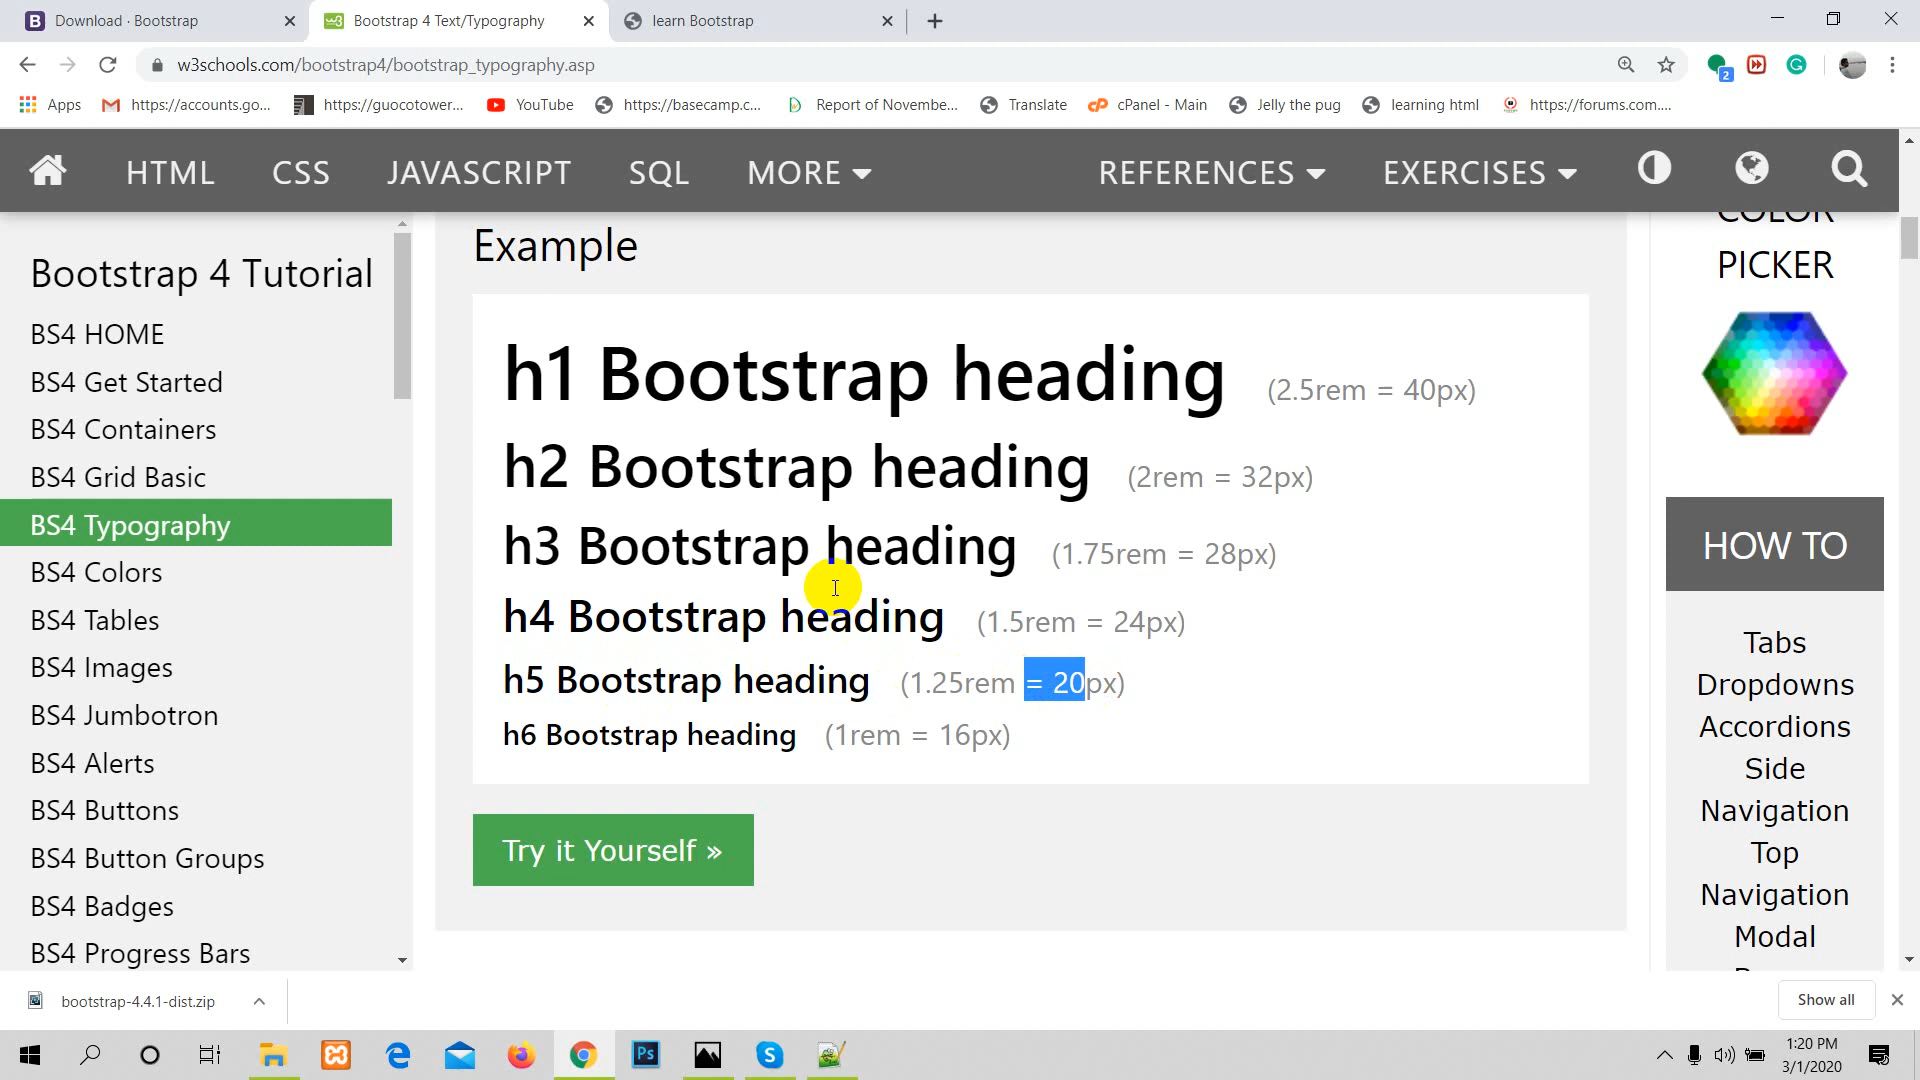 Download · Bootstrap
Bootstrap 4 Text/Typography
learn Bootstrap
w3schools.com/bootstrap4/bootstrap_typography.asp
2
Apps
https://accounts.go...
https://guocotower...
YouTube
https://basecamp.c...
Report of Novembe...
Translate
cPanel - Main
Jelly the pug
learning html
https://forums.com....
HTML
CSS
JAVASCRIPT
SQL
MORE
REFERENCES
EXERCISES
Bootstrap 4 Tutorial
BS4 HOME
BS4 Get Started
BS4 Containers
BS4 Grid Basic
BS4 Typography
BS4 Colors
BS4 Tables
BS4 Images
BS4 Jumbotron
BS4 Alerts
BS4 Buttons
BS4 Button Groups
BS4 Badges
BS4 Progress Bars
Example
h1 Bootstrap heading (2.5rem = 40px)
h2 Bootstrap heading (2rem = 32px)
h3 Bootstrap heading (1.75rem = 28px)
h4 Bootstrap heading (1.5rem = 24px)
h5 Bootstrap heading (1.25rem = 20px)
h6 Bootstrap heading (1rem = 16px)
Try it Yourself »
COLOR
PICKER
HOW TO
Tabs
Dropdowns
Accordions
Side
Navigation
Top
Navigation
Modal
bootstrap-4.4.1-dist.zip
Show all
Ps
1:20 PM
3/1/2020